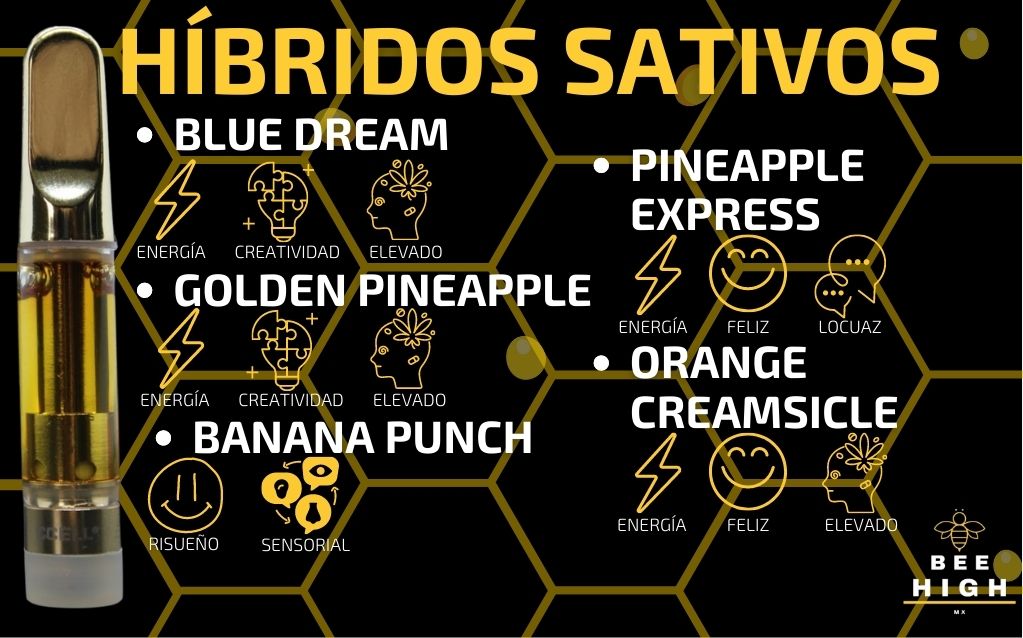 HÍBRIDOS SATIVOS
• BLUE DREAM
ENERGÍA CREATIVIDAD ELEVADO
• GOLDEN PINEAPPLE
ENERGÍA CREATIVIDAD ELEVADO
• BANANA PUNCH
RISUEÑO SENSORIAL
• PINEAPPLE
EXPRESS
ENERGÍA FELIZ LOCUAZ
• ORANGE
CREAMSICLE
ENERGÍA FELIZ ELEVADO
CCELL
BEE
HIGH
MX